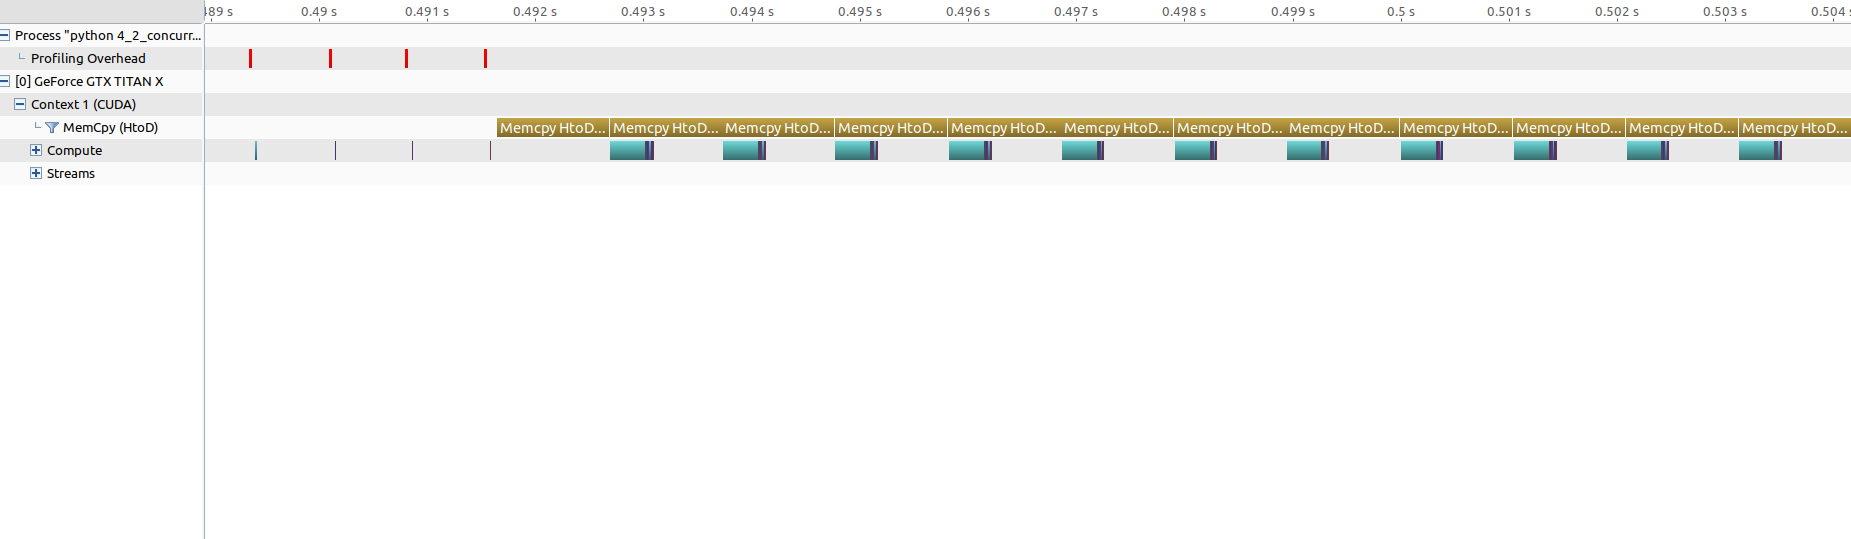 489 s 0.49 s 0.491 s 0.492 s 0.493 s 0.494 s 0.495 s 0.496 s 0.497 s 0.498 s 0.499 s 0.5 s 0.501 s 0.502 s 0.503 s 0.504
Process "python 4_2_concurr...
Profiling Overhead
[0] GeForce GTX TITAN X
Context 1 (CUDA)
MemCpy (HtoD) Memcpy HtoD... Memcpy HtoD... Memcpy HtoD... Memcpy HtoD... Memcpy HtoD... Memcpy HtoD... Memcpy HtoD... Memcpy HtoD... Memcpy HtoD... Memcpy HtoD... Memcpy HtoD... Memcpy HtoD...
Compute
Streams